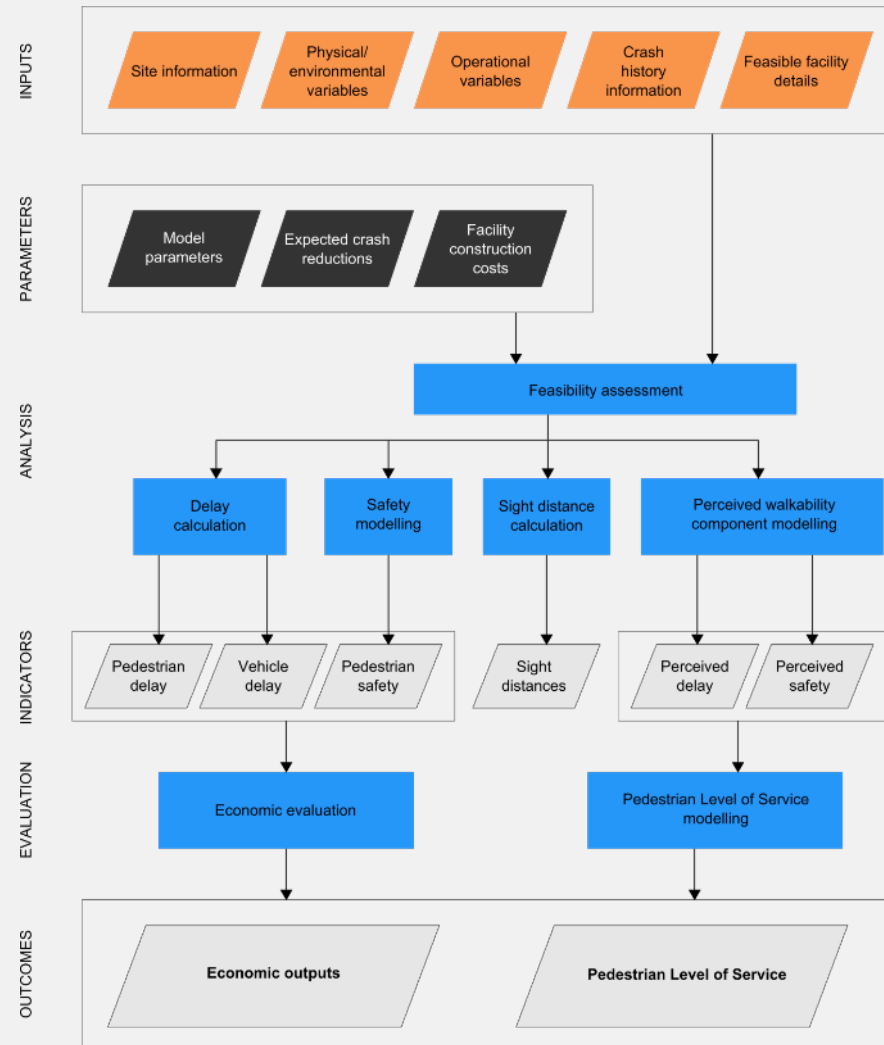 INPUTS
Site information
Physical/
environmental
variables
Operational
variables
Crash
history
information
Feasible facility
details
PARAMETERS
Model
parameters
Expected crash
reductions
Facility
construction
costs
ANALYSIS
Feasibility assessment
Delay
calculation
Safety
modelling
Sight distance
calculation
Perceived walkability
component modelling
INDICATORS
Pedestrian
delay
Vehicle
delay
Pedestrian
safety
Sight
distances
Perceived
delay
Perceived
safety
EVALUATION
Economic evaluation
Pedestrian Level of Service
modelling
OUTCOMES
Economic outputs
Pedestrian Level of Service